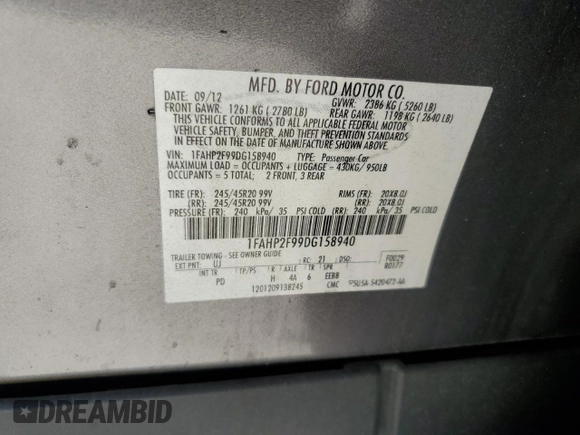 MFD. BY FORD MOTOR CO.
DATE: 09/12 GVWR: 2386 KG ( 5260 LB)
FRONT GAWR: 1261 KG ( 2780 LB) REAR GAWR: 1198 KG ( 2640 LB)
THIS VEHICLE CONFORMS TO ALL APPLICABLE FEDERAL MOTOR
VEHICLE SAFETY, BUMPER, AND THEFT PREVENTION STANDARDS
IN EFFECT ON THE DATE OF MANUFACTURE SHOWN ABOVE.
VIN: 1FAHP2F99DG158940 TYPE: Passenger Car
MAXIMUM LOAD = OCCUPANTS + LUGGAGE = 430KG/ 950LB
OCCUPANTS = 5 TOTAL; 2 FRONT, 3 REAR
TIRE (FR): 245/45R20 99V RIMS (FR): 20X8.0J
(RR): 245/45R20 99V (RR): 20X8.0J
PRESSURE (FR): 240 kPa/ 35 PSI COLD (RR): 240 kPa/ 35 PSI COLD
1FAHP2F99DG158940
TRAILER TOWING - SEE OWNER GUIDE
EXT PNT: UJ RC: 21 DSO: F0029
R0177
INT TR TP/PS R AXLE TR SPR
PD H 4A 6 EEBB
1201209138245 CMC 5U5A-5420472-AA
DREAMBID